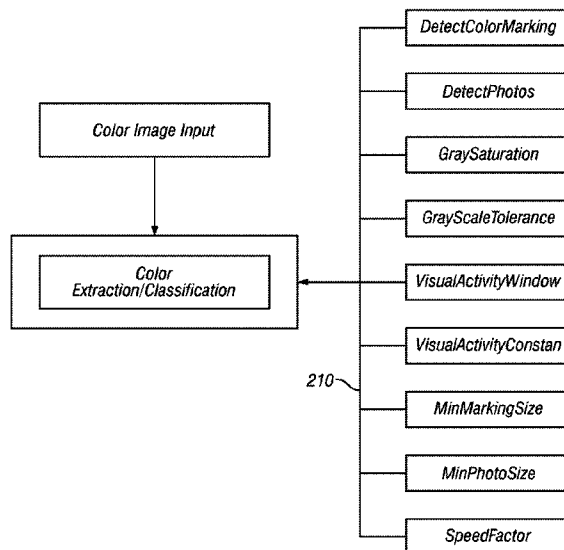 DetectColorMarking
DetectPhotos
Color Image Input
GraySaturation
GrayScaleTolerance
Color
Extraction/Classification
VisualActivityWindow
VisualActivityConstan
210
MinMarkingSize
MinPhotoSize
SpeedFactor